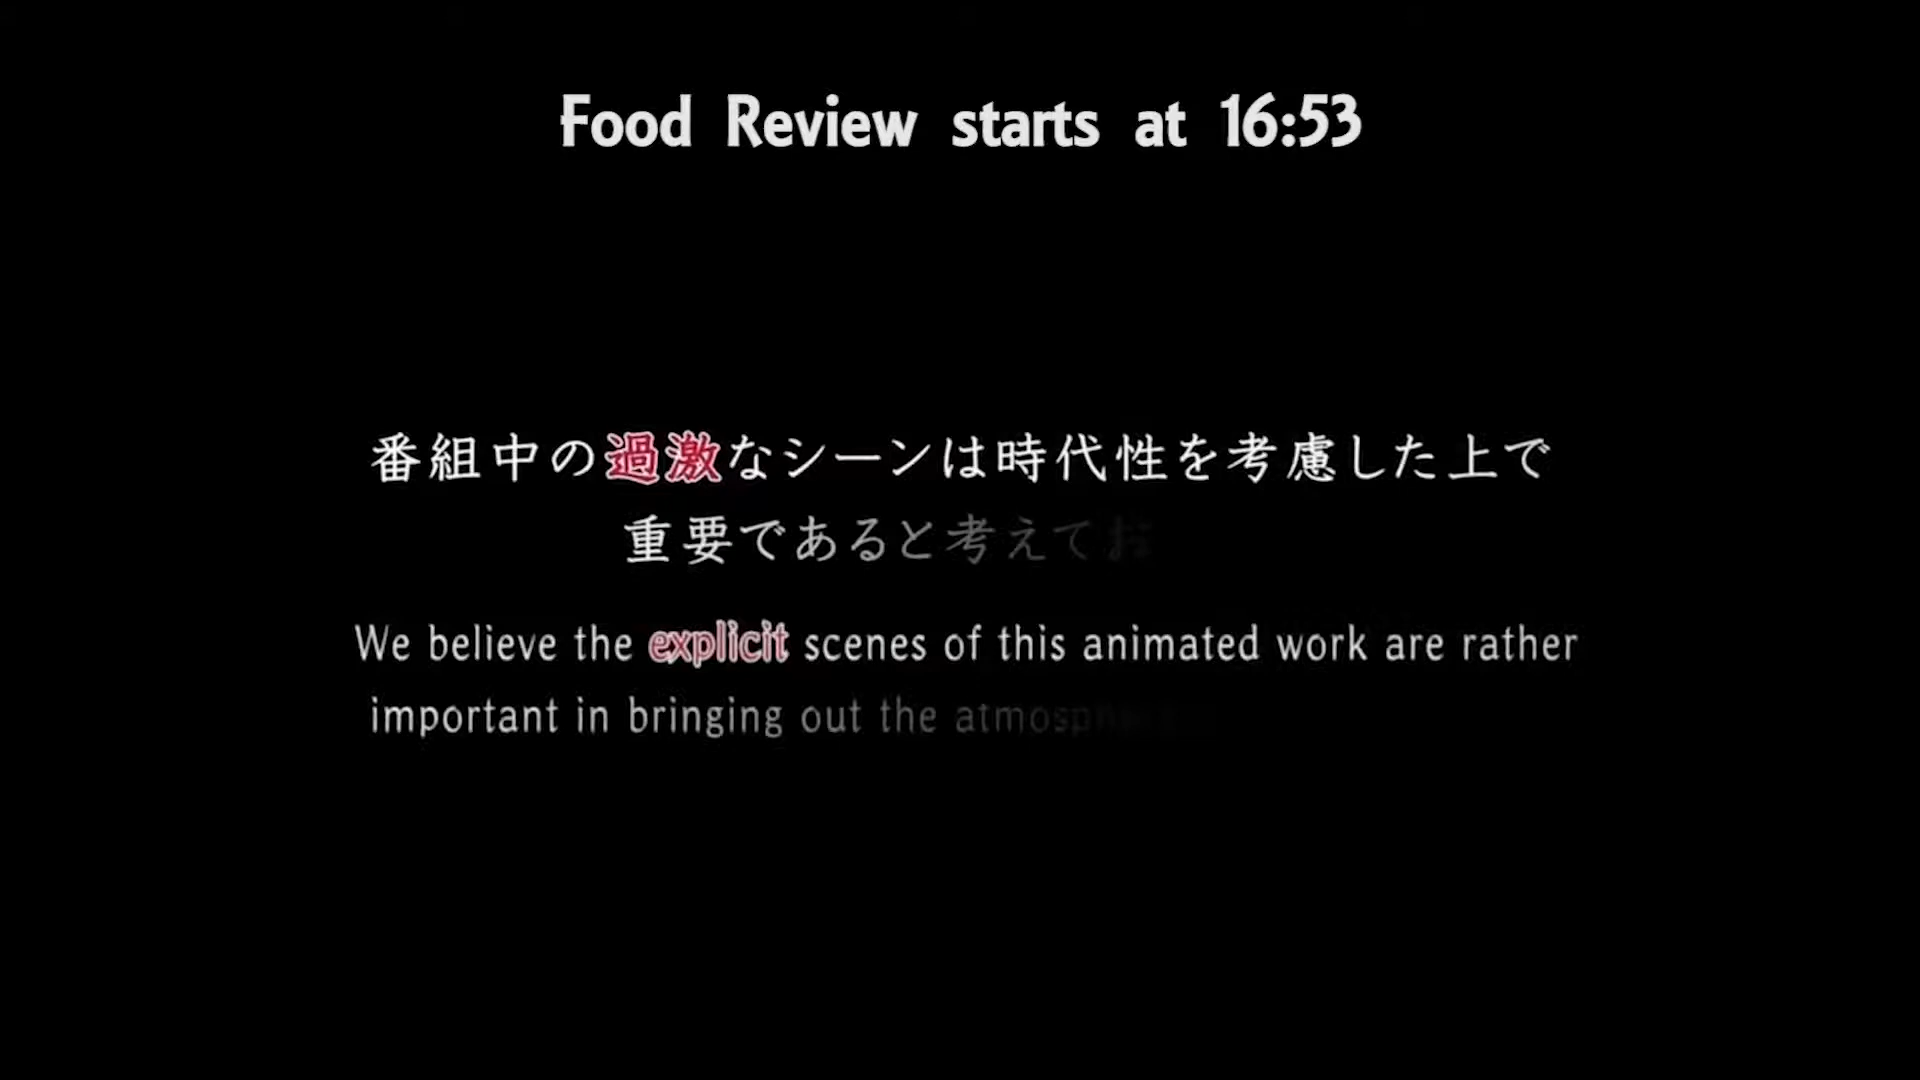 Food Review starts at 16:53
番組中の過激なシーンは時代性を考慮した上で
重要であると考えてお
We believe the explicit scenes of this animated work are rather
important in bringing out the